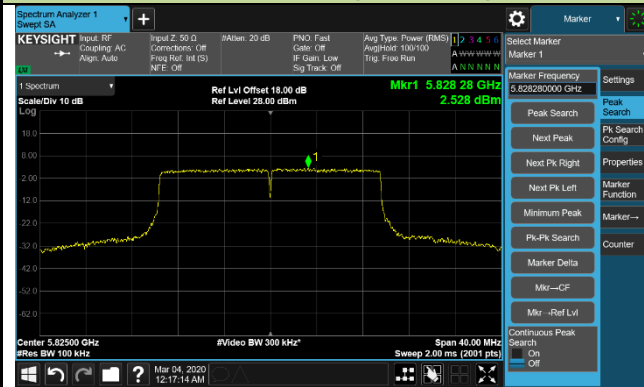 Spectrum Analyzer 1
Swept SA
Marker
KEYSIGHT Input: RF Input Z: 50 Ω #Atten: 20 dB PNO: Fast Avg Type: Power (RMS) 1 2 3 4 5 6
Coupling: AC Corrections: Off Gate: Off Avg|Hold: 100/100 A W W W W W
Align: Auto Freq Ref: Int (S) IF Gain: Low Trig: Free Run
NFE: Off Sig Track: Off A N N N N N
Select Marker
Marker 1
1 Spectrum
Ref Lvl Offset 18.00 dB
Mkr1 5.828 28 GHz
Scale/Div 10 dB
Ref Level 28.00 dBm
2.528 dBm
Log
18.0
8.00
-2.00
-12.0
-22.0
-32.0
-42.0
-52.0
-62.0
1
Center 5.82500 GHz
#Video BW 300 kHz*
Span 40.00 MHz
#Res BW 100 kHz
Sweep 2.00 ms (2001 pts)
Marker Frequency
5.828280000 GHz
Peak Search
Next Peak
Next Pk Right
Next Pk Left
Minimum Peak
Pk-Pk Search
Marker Delta
Mkr→CF
Mkr→Ref Lvl
Continuous Peak
Search
On
Off
Settings
Peak
Search
Pk Search
Config
Properties
Marker
Function
Marker→
Counter
Mar 04, 2020
12:17:14 AM